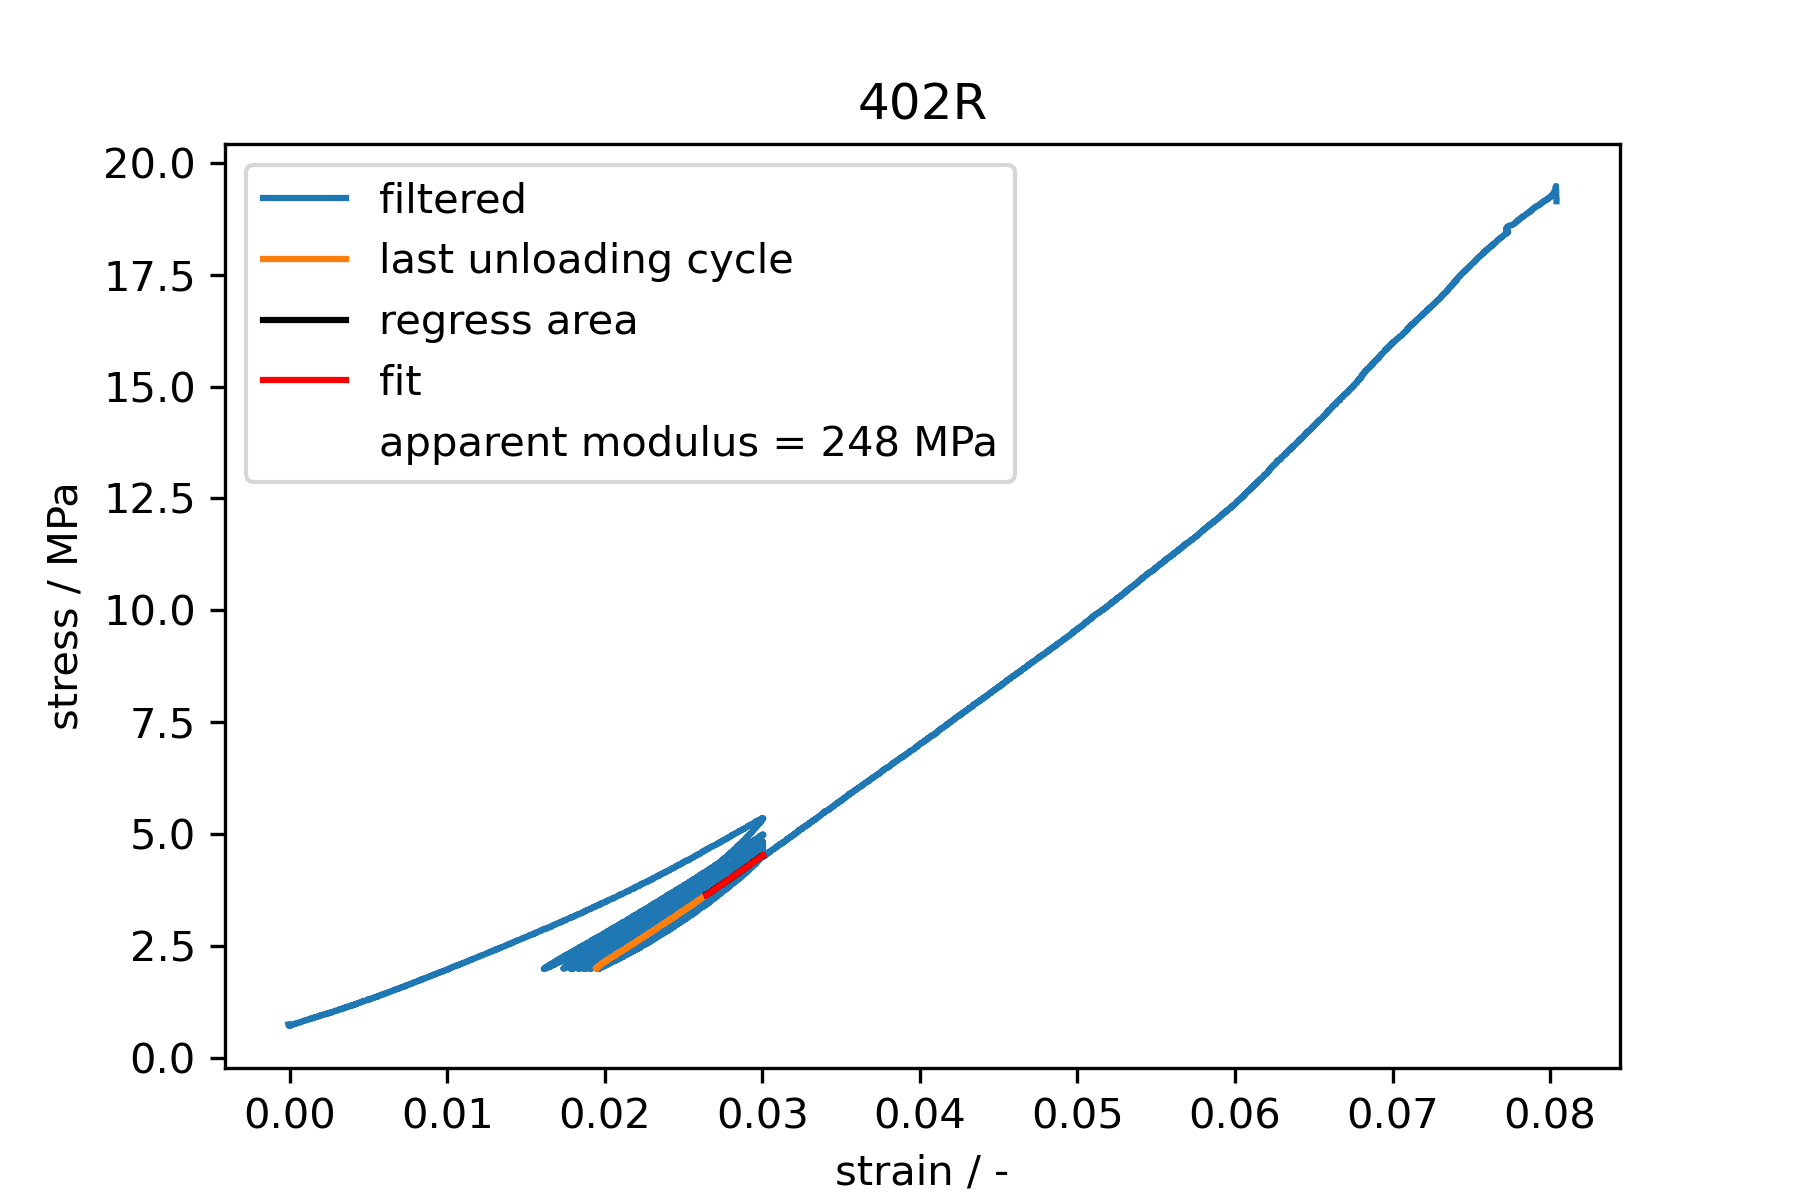 402R
20.0
17.5
15.0
12.5
10.0
7.5
5.0
2.5
0.0
stress / MPa
filtered
last unloading cycle
regress area
fit
apparent modulus = 248 MPa
0.00 0.01 0.02 0.03 0.04 0.05 0.06 0.07 0.08
strain / -